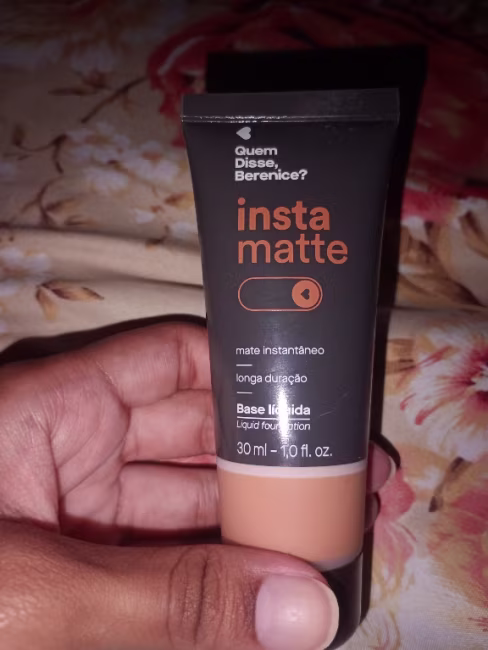 Quem
Disse,
Berenice?
insta
matte
mate instantâneo
longa duração
Base líquida
Liquid foundation
30 ml – 1,0 fl. oz.